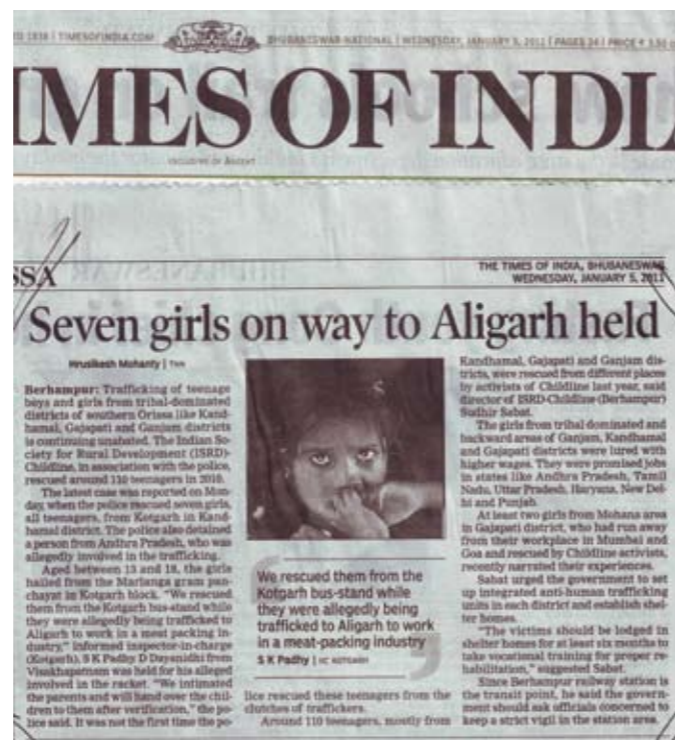 1838 | TIMESOFINDIA.COM
BHUBANESWAR NATIONAL | WEDNESDAY, JANUARY 5, 2011 | PAGES 24 | PRICE ₹ 3.50
IMES OF INDI
SSA
THE TIMES OF INDIA, BHUBANESWAR
WEDNESDAY, JANUARY 5, 2011
Seven girls on way to Aligarh held
Hrusikesh Mohanty | TNN
Berhampur: Trafficking of teenage
boys and girls from tribal-dominated
districts of southern Orissa like Kand-
hamal, Gajapati and Ganjam districts
is continuing unabated. The Indian So-
ciety for Rural Development (ISRD)-
Childline, in association with the police,
rescued around 110 teenagers in 2010.
The latest case was reported on Mon-
day, when the police rescued seven girls,
all teenagers, from Kotgarh in Kand-
hamal district. The police also detained
a person from Andhra Pradesh, who was
allegedly involved in the trafficking.
Aged between 13 and 18, the girls
hailed from the Marlanga gram pan-
chayat in Kotgarh block. "We rescued
them from the Kotgarh bus-stand while
they were allegedly being trafficked to
Aligarh to work in a meat packing in-
dustry," informed inspector-in-charge
(Kotgarh), S K Padhy. D Dayanidhi from
Visakhapatnam was held for his alleged
involved in the racket. "We intimated
the parents and will hand over the chil-
dren to them after verification," the po-
lice said. It was not the first time the po-
We rescued them from the
Kotgarh bus-stand while
they were allegedly being
trafficked to Aligarh to work
in a meat-packing industry
S K Padhy | IIC KOTGARH
lice rescued these teenagers from the
clutches of traffickers.
Around 110 teenagers, mostly from
Kandhamal, Gajapati and Ganjam dis-
tricts, were rescued from different places
by activists of Childline last year, said
director of ISRD-Childline (Berhampur)
Sudhir Sabat.
The girls from tribal dominated and
backward areas of Ganjam, Kandhamal
and Gajapati districts were lured with
higher wages. They were promised jobs
in states like Andhra Pradesh, Tamil
Nadu, Uttar Pradesh, Haryana, New Del-
hi and Punjab.
At least two girls from Mohana area
in Gajapati district, who had run away
from their workplace in Mumbai and
Goa and rescued by Childline activists,
recently narrated their experiences.
Sabat urged the government to set
up integrated anti-human trafficking
units in each district and establish shel-
ter homes.
"The victims should be lodged in
shelter homes for at least six months to
take vocational training for proper re-
habilitation," suggested Sabat.
Since Berhampur railway station is
the transit point, he said the govern-
ment should ask officials concerned to
keep a strict vigil in the station area.